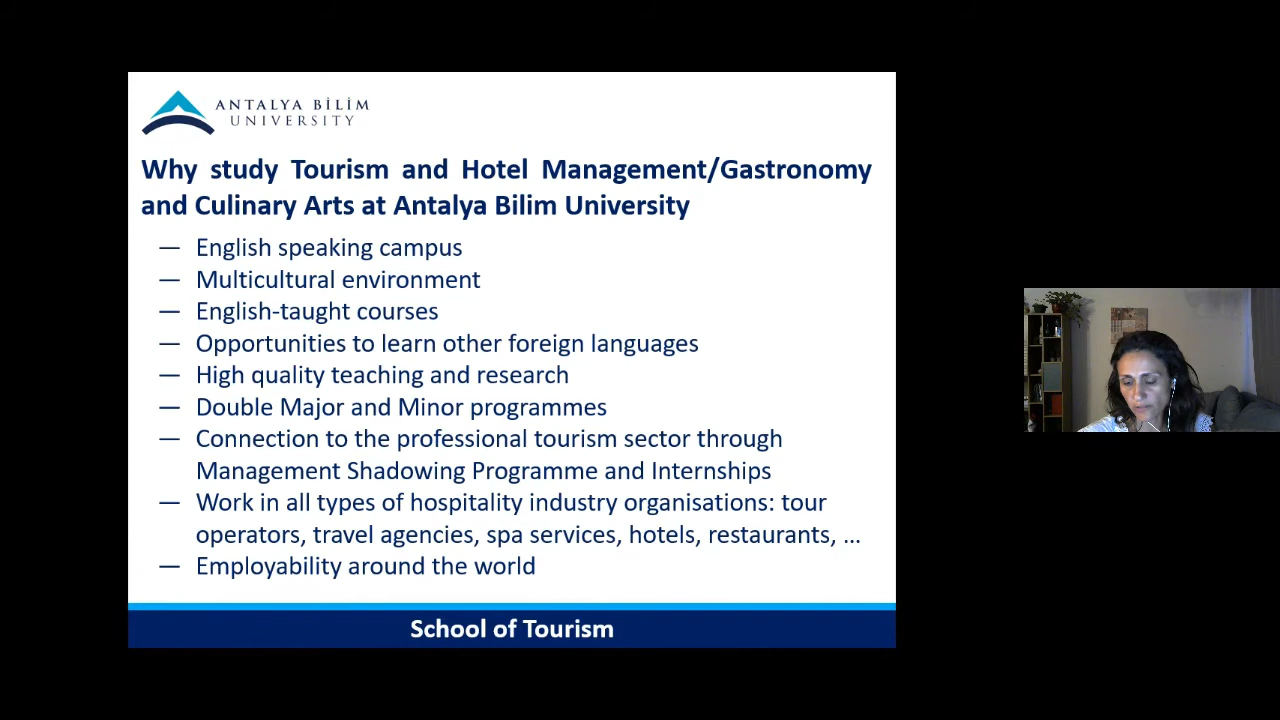 ANTALYA BİLİM
UNIVERSITY
Why study Tourism and Hotel Management/Gastronomy
and Culinary Arts at Antalya Bilim University
— English speaking campus
— Multicultural environment
— English-taught courses
— Opportunities to learn other foreign languages
— High quality teaching and research
— Double Major and Minor programmes
— Connection to the professional tourism sector through
Management Shadowing Programme and Internships
— Work in all types of hospitality industry organisations: tour
operators, travel agencies, spa services, hotels, restaurants, ...
— Employability around the world
School of Tourism